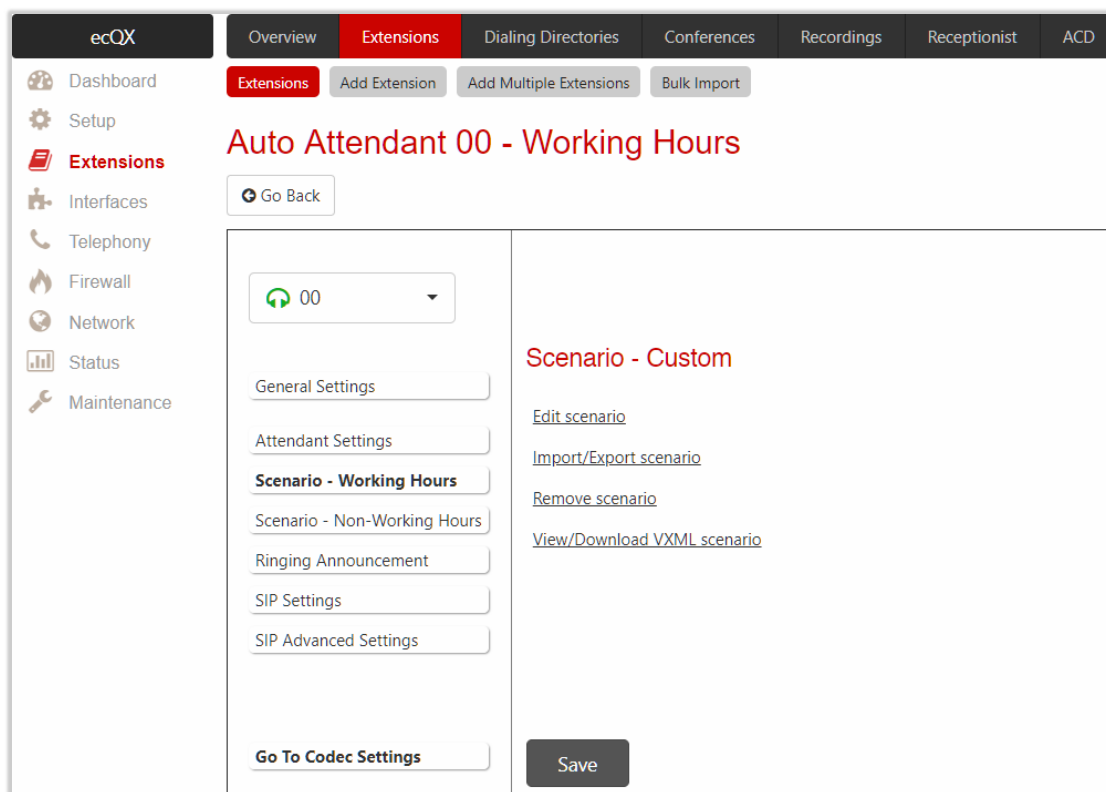 ecQX
Overview Extensions Dialing Directories Conferences Recordings Receptionist ACD
Dashboard
Setup
Extensions
Interfaces
Telephony
Firewall
Network
Status
Maintenance
Extensions Add Extension Add Multiple Extensions Bulk Import
Auto Attendant 00 - Working Hours
Go Back
00
General Settings
Attendant Settings
Scenario - Working Hours
Scenario - Non-Working Hours
Ringing Announcement
SIP Settings
SIP Advanced Settings
Go To Codec Settings
Scenario - Custom
Edit scenario
Import/Export scenario
Remove scenario
View/Download VXML scenario
Save